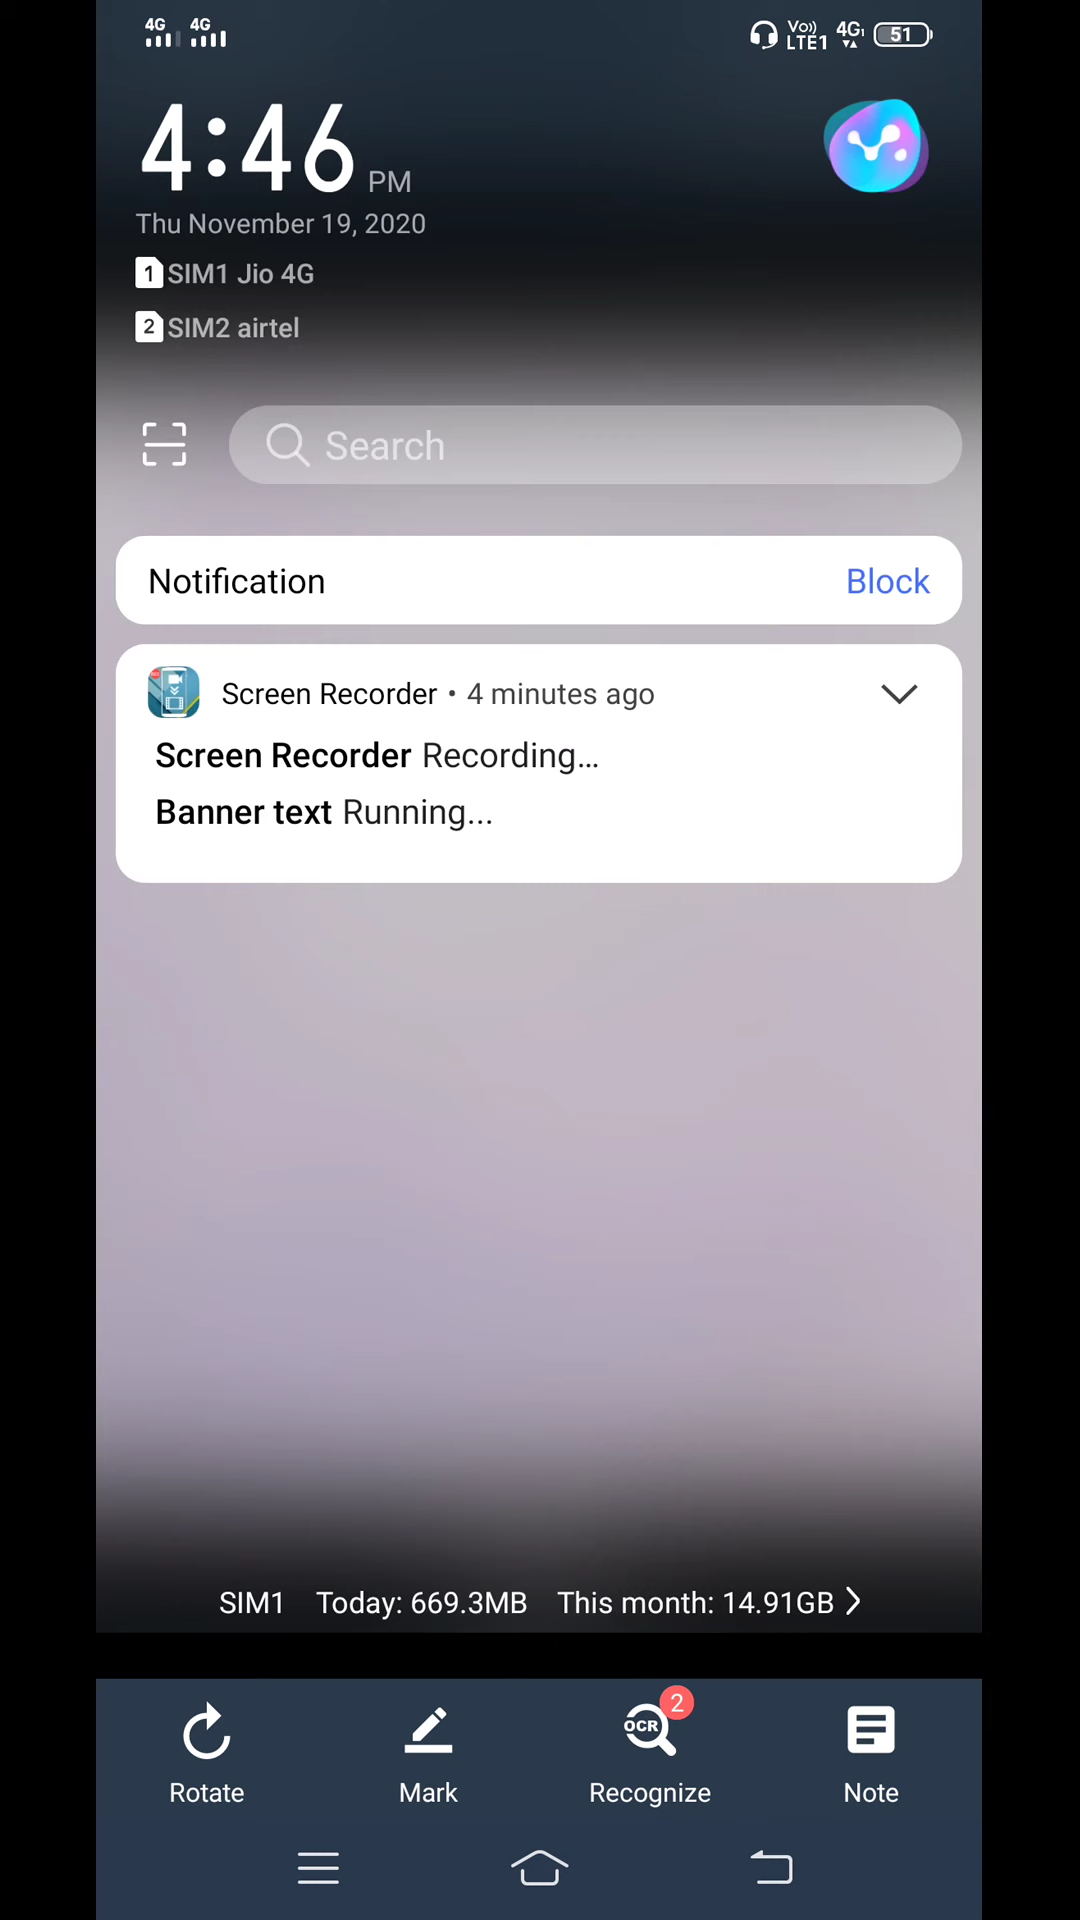 4G 4G Vo)) LTE1 4G1 51
4:46 PM
Thu November 19, 2020
1 SIM1 Jio 4G
2 SIM2 airtel
Search
Notification Block
Screen Recorder • 4 minutes ago
Screen Recorder Recording...
Banner text Running...
SIM1 Today: 669.3MB This month: 14.91GB
OCR 2
Rotate Mark Recognize Note